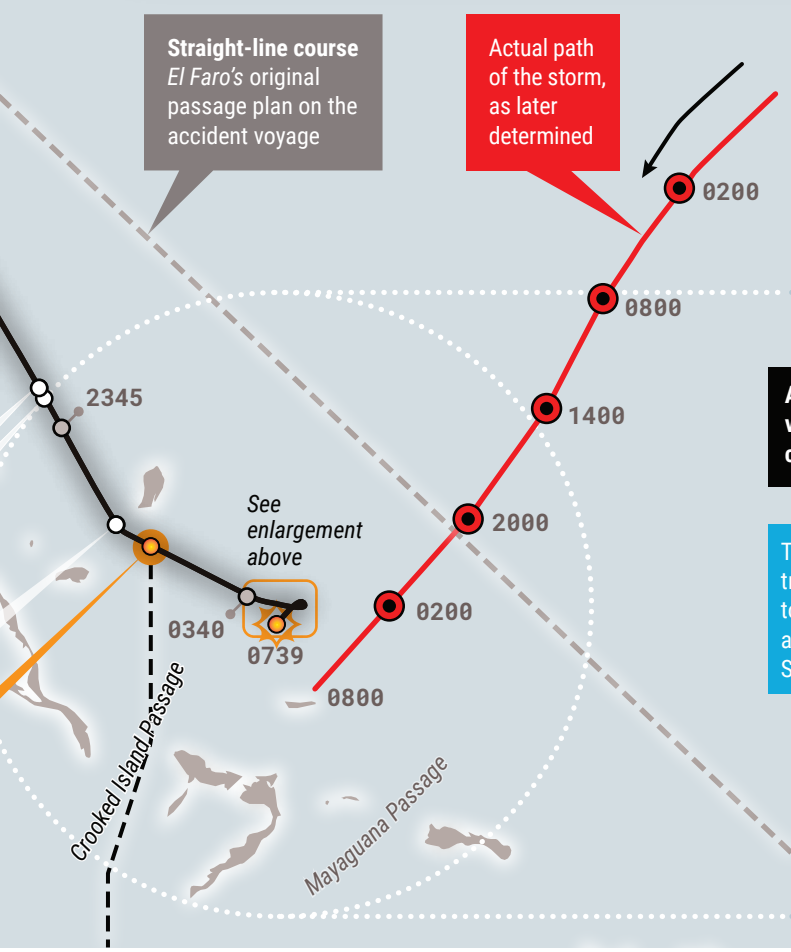 Straight-line course
El Faro's original
passage plan on the
accident voyage
Actual path
of the storm,
as later
determined
0200
0800
1400
2345
2000
See
enlargement
above
0200
0340
0739
0800
Crooked Island Passage
Mayaguana Passage